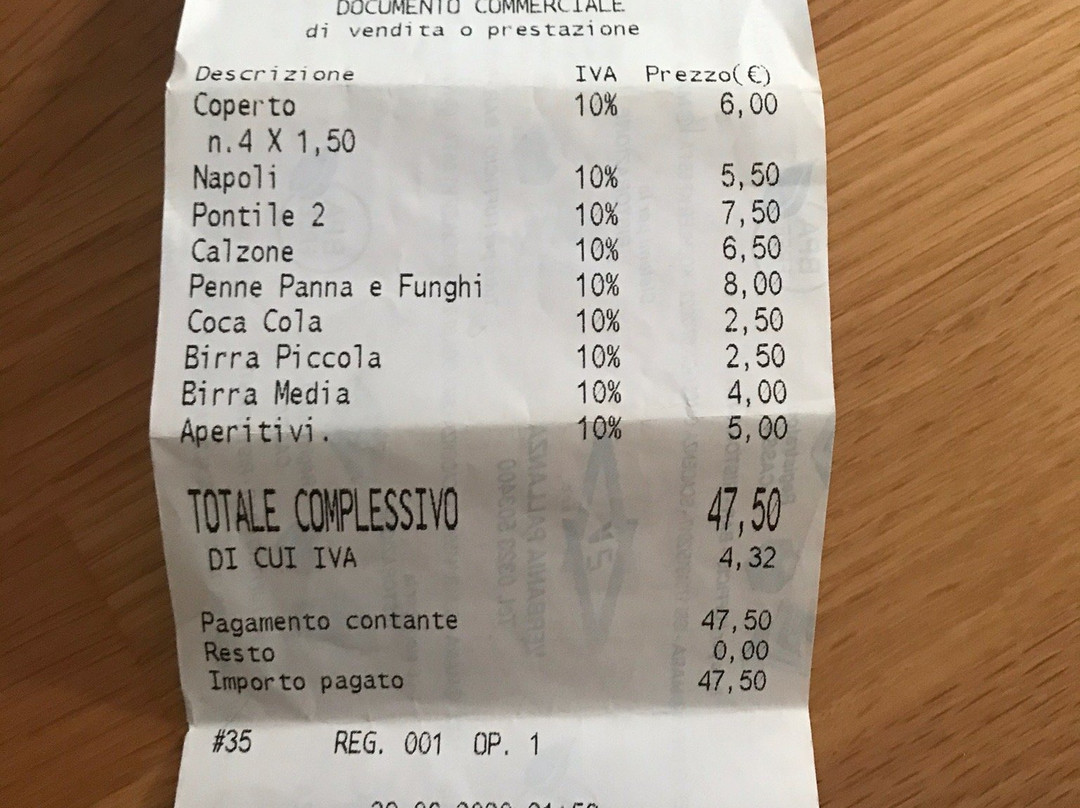 DOCUMENTO COMMERCIALE
di vendita o prestazione
Descrizione IVA Prezzo(€)
Coperto 10% 6,00
n.4 X 1,50
Napoli 10% 5,50
Pontile 2 10% 7,50
Calzone 10% 6,50
Penne Panna e Funghi 10% 8,00
Coca Cola 10% 2,50
Birra Piccola 10% 2,50
Birra Media 10% 4,00
Aperitivi. 10% 5,00
TOTALE COMPLESSIVO 47,50
DI CUI IVA 4,32
Pagamento contante 47,50
Resto 0,00
Importo pagato 47,50
#35 REG. 001 OP. 1